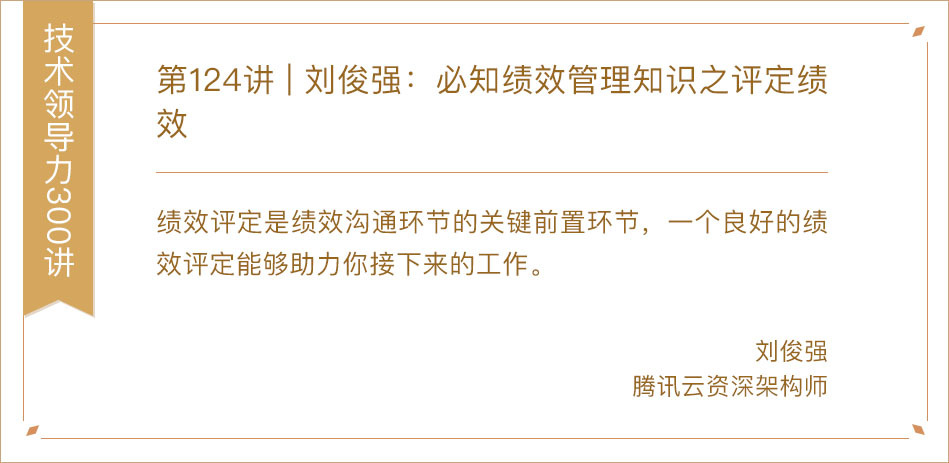 技术领导力300讲
第124讲 | 刘俊强：必知绩效管理知识之评定绩
效
绩效评定是绩效沟通环节的关键前置环节，一个良好的绩
效评定能够助力你接下来的工作。
刘俊强
腾讯云资深架构师